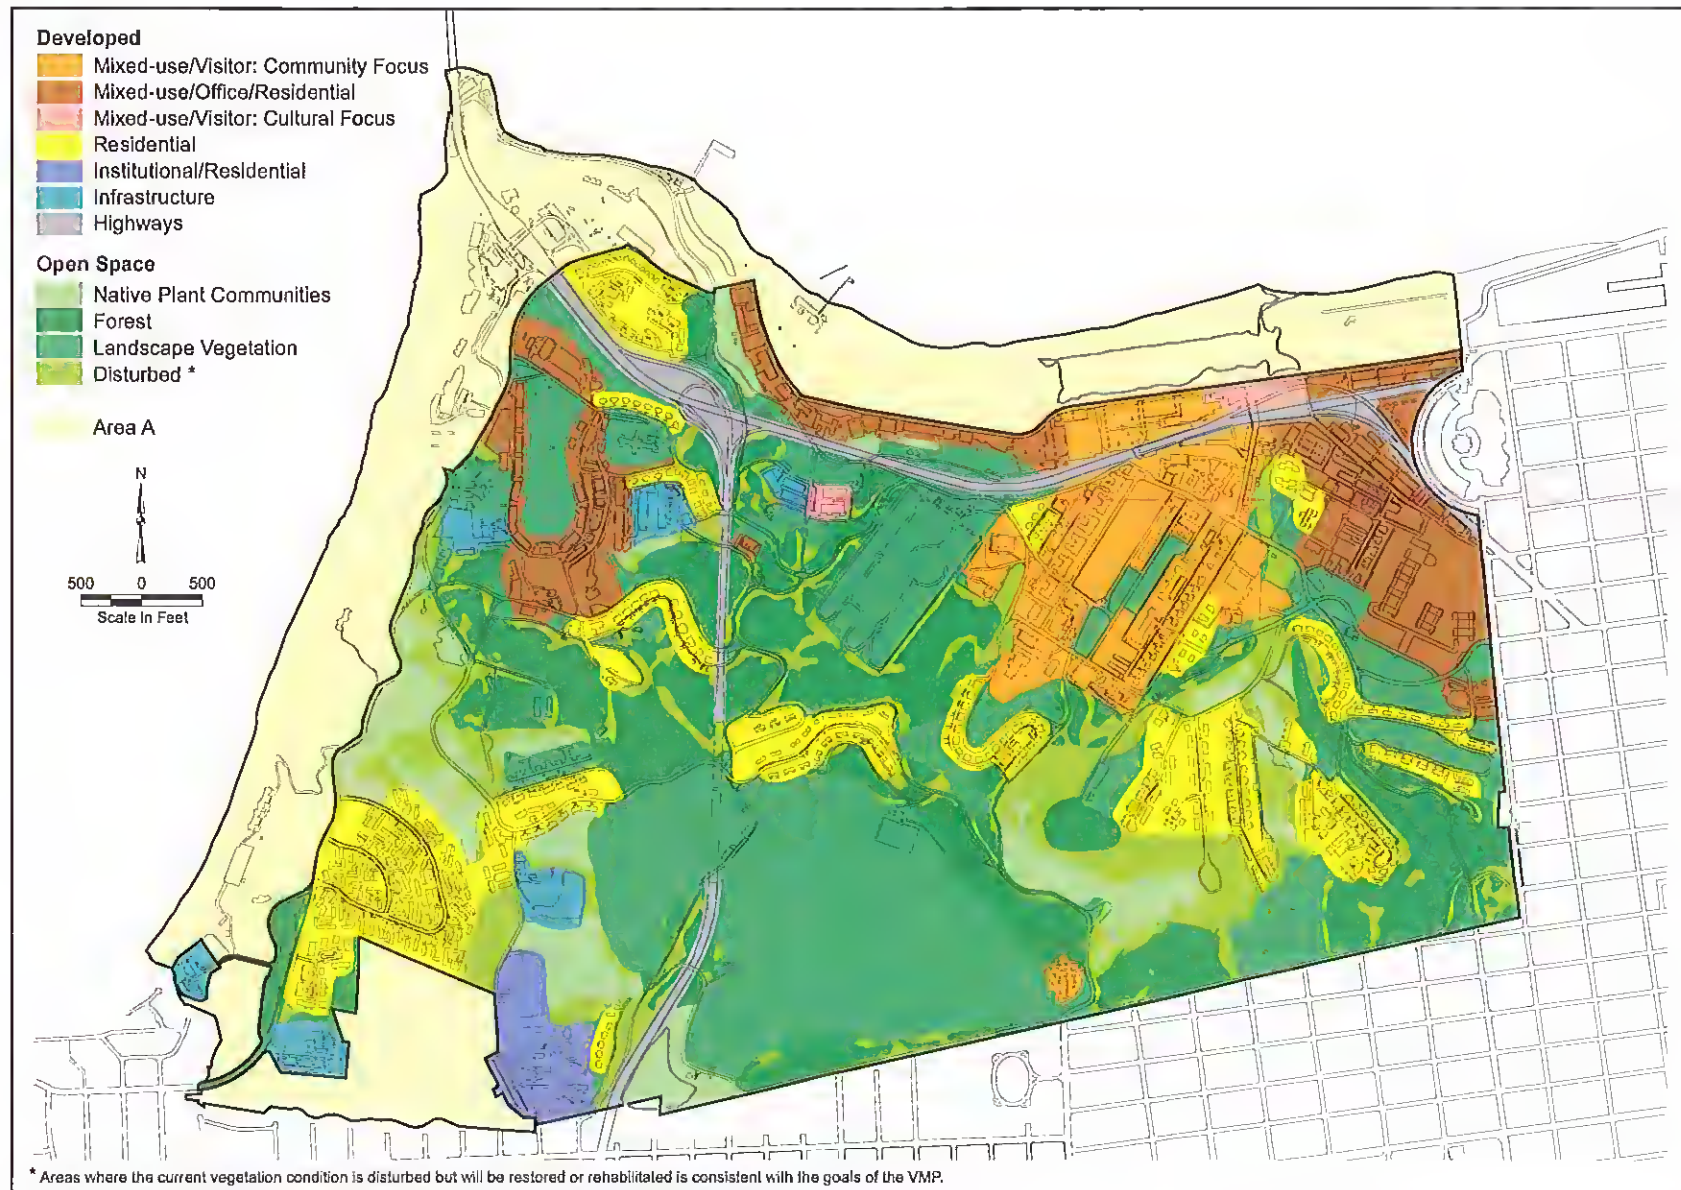 Developed
Mixed-use/Visitor: Community Focus
Mixed-use/Office/Residential
Mixed-use/Visitor: Cultural Focus
Residential
Institutional/Residential
Infrastructure
Highways
Open Space
Native Plant Communities
Forest
Landscape Vegetation
Disturbed *
Area A
N
500 0 500
Scale In Feet
* Areas where the current vegetation condition is disturbed but will be restored or rehabilitated is consistent with the goals of the VMP.